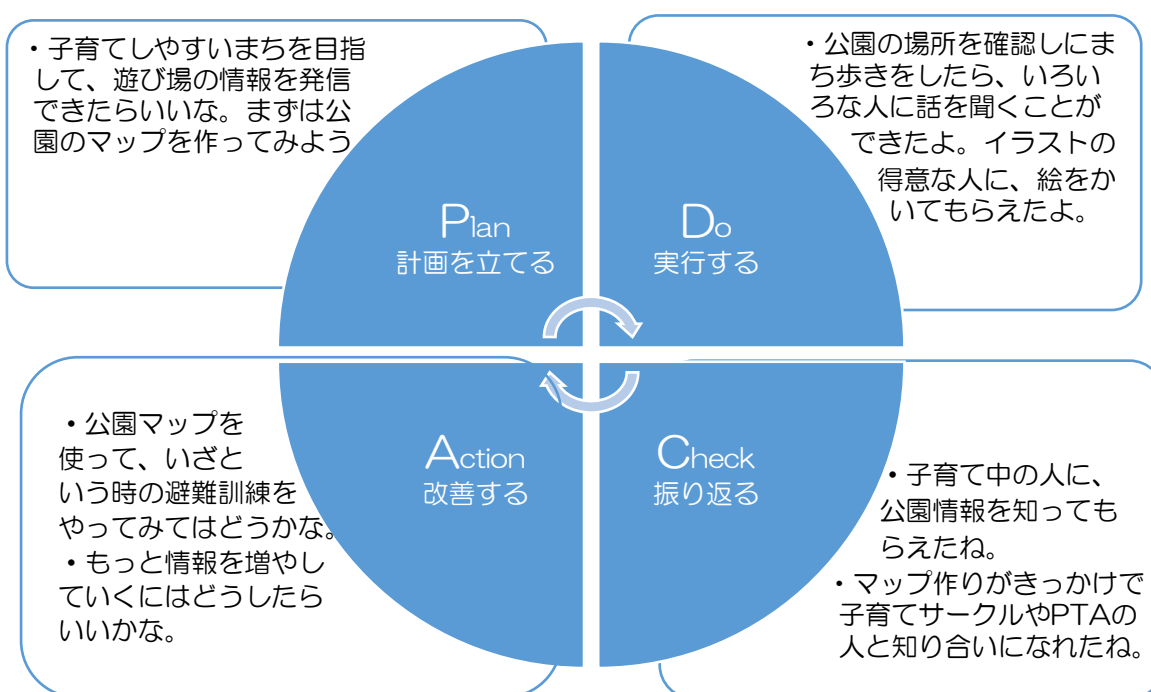 ・子育てしやすいまちを目指
して、遊び場の情報を発信
できたらいいな。まずは公
園のマップを作ってみよう
・公園の場所を確認しにま
ち歩きをしたら、いろい
ろな人に話を聞くことが
できたよ。イラストの
得意な人に、絵をか
いてもらえたよ。
Plan
計画を立てる
Do
実行する
Action
改善する
Check
振り返る
・公園マップを
使って、いざと
いう時の避難訓練を
やってみてはどうかな。
・もっと情報を増やし
ていくにはどうしたら
いいかな。
・子育て中の人に、
公園情報を知っても
らえたね。
・マップ作りがきっかけで
子育てサークルやPTAの
人と知り合いになれたね。